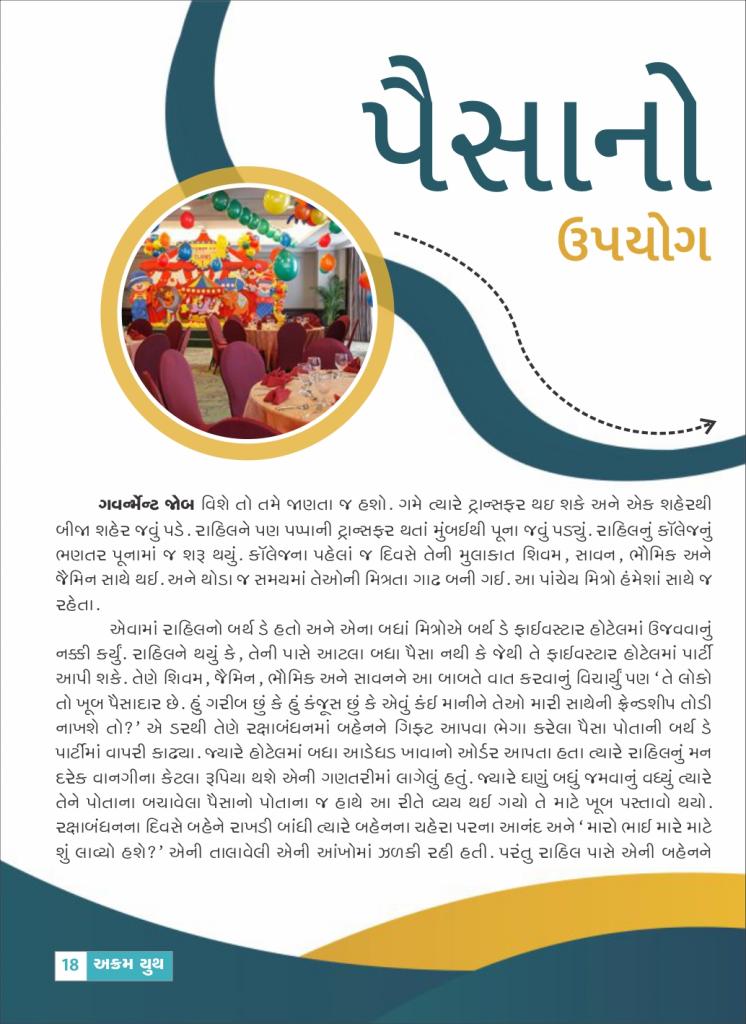 પૈસાનો
ઉપયોગ
ગવર્ન્મેન્ટ જોબ વિશે તો તમે જાણતા જ હશો. ગમે ત્યારે ટ્રાન્સફર થઇ શકે અને એક શહેરથી
બીજા શહેર જવું પડે. રાહિલને પણ પપ્પાની ટ્રાન્સફર થતાં મુંબઈથી પૂના જવું પડ્યું. રાહિલનું કૉલેજનું
ભણતર પૂનામાં જ શરૂ થયું. કૉલેજના પહેલાં જ દિવસે તેની મુલાકાત શિવમ, સાવન, ભૌમિક અને
જૈમિન સાથે થઈ. અને થોડા જ સમયમાં તેઓની મિત્રતા ગાઢ બની ગઈ. આ પાંચેય મિત્રો હંમેશાં સાથે જ
રહેતા.
એવામાં રાહિલનો બર્થ ડે હતો અને એના બધાં મિત્રોએ બર્થ ડે ફાઈવસ્ટાર હોટેલમાં ઉજવવાનું
નક્કી કર્યું. રાહિલને થયું કે, તેની પાસે આટલા બધા પૈસા નથી કે જેથી તે ફાઈવસ્ટાર હોટેલમાં પાર્ટી
આપી શકે. તેણે શિવમ, જૈમિન, ભૌમિક અને સાવનને આ બાબતે વાત કરવાનું વિચાર્યું પણ ‘તે લોકો
તો ખૂબ પૈસાદાર છે. હું ગરીબ છું કે હું કંજૂસ છું કે એવું કંઈ માનીને તેઓ મારી સાથેની ફ્રેન્ડશીપ તોડી
નાખશે તો?’ એ ડરથી તેણે રક્ષાબંધનમાં બહેનને ગિફ્ટ આપવા ભેગા કરેલા પૈસા પોતાની બર્થ ડે
પાર્ટીમાં વાપરી કાઢ્યા. જ્યારે હોટેલમાં બધા આડેધડ ખાવાનો ઓર્ડર આપતા હતા ત્યારે રાહિલનું મન
દરેક વાનગીના કેટલા રૂપિયા થશે એની ગણતરીમાં લાગેલું હતું. જ્યારે ઘણું બધું જમવાનું વધ્યું ત્યારે
તેને પોતાના બચાવેલા પૈસાનો પોતાના જ હાથે આ રીતે વ્યય થઈ ગયો તે માટે ખૂબ પસ્તાવો થયો.
રક્ષાબંધનના દિવસે બહેને રાખડી બાંધી ત્યારે બહેનના ચહેરા પરના આનંદ અને ‘મારો ભાઈ મારે માટે
શું લાવ્યો હશે?’ એની તાલાવેલી એની આંખોમાં ઝળકી રહી હતી. પરંતુ રાહિલ પાસે એની બહેનને
18 અક્રમ યુથ